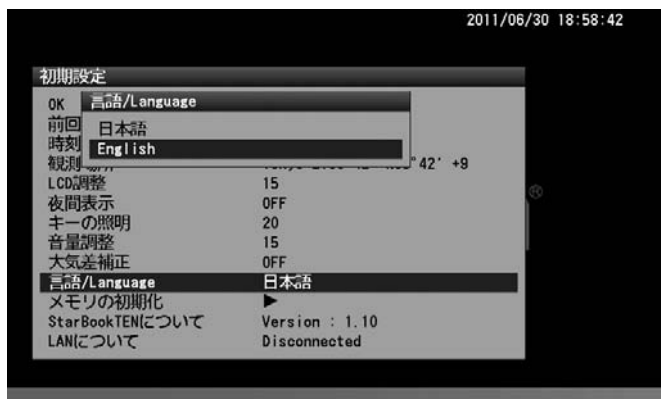 2011/06/30 18:58:42
初期設定
OK
言語/Language
前回
日本語
時刻
English
観測
42' +9
LCD調整 15
夜間表示 OFF
キーの照明 20
音量調整 15
大気差補正 OFF
言語/Language 日本語
メモリの初期化 ▶
StarBookTENについて Version : 1.10
LANについて Disconnected
®